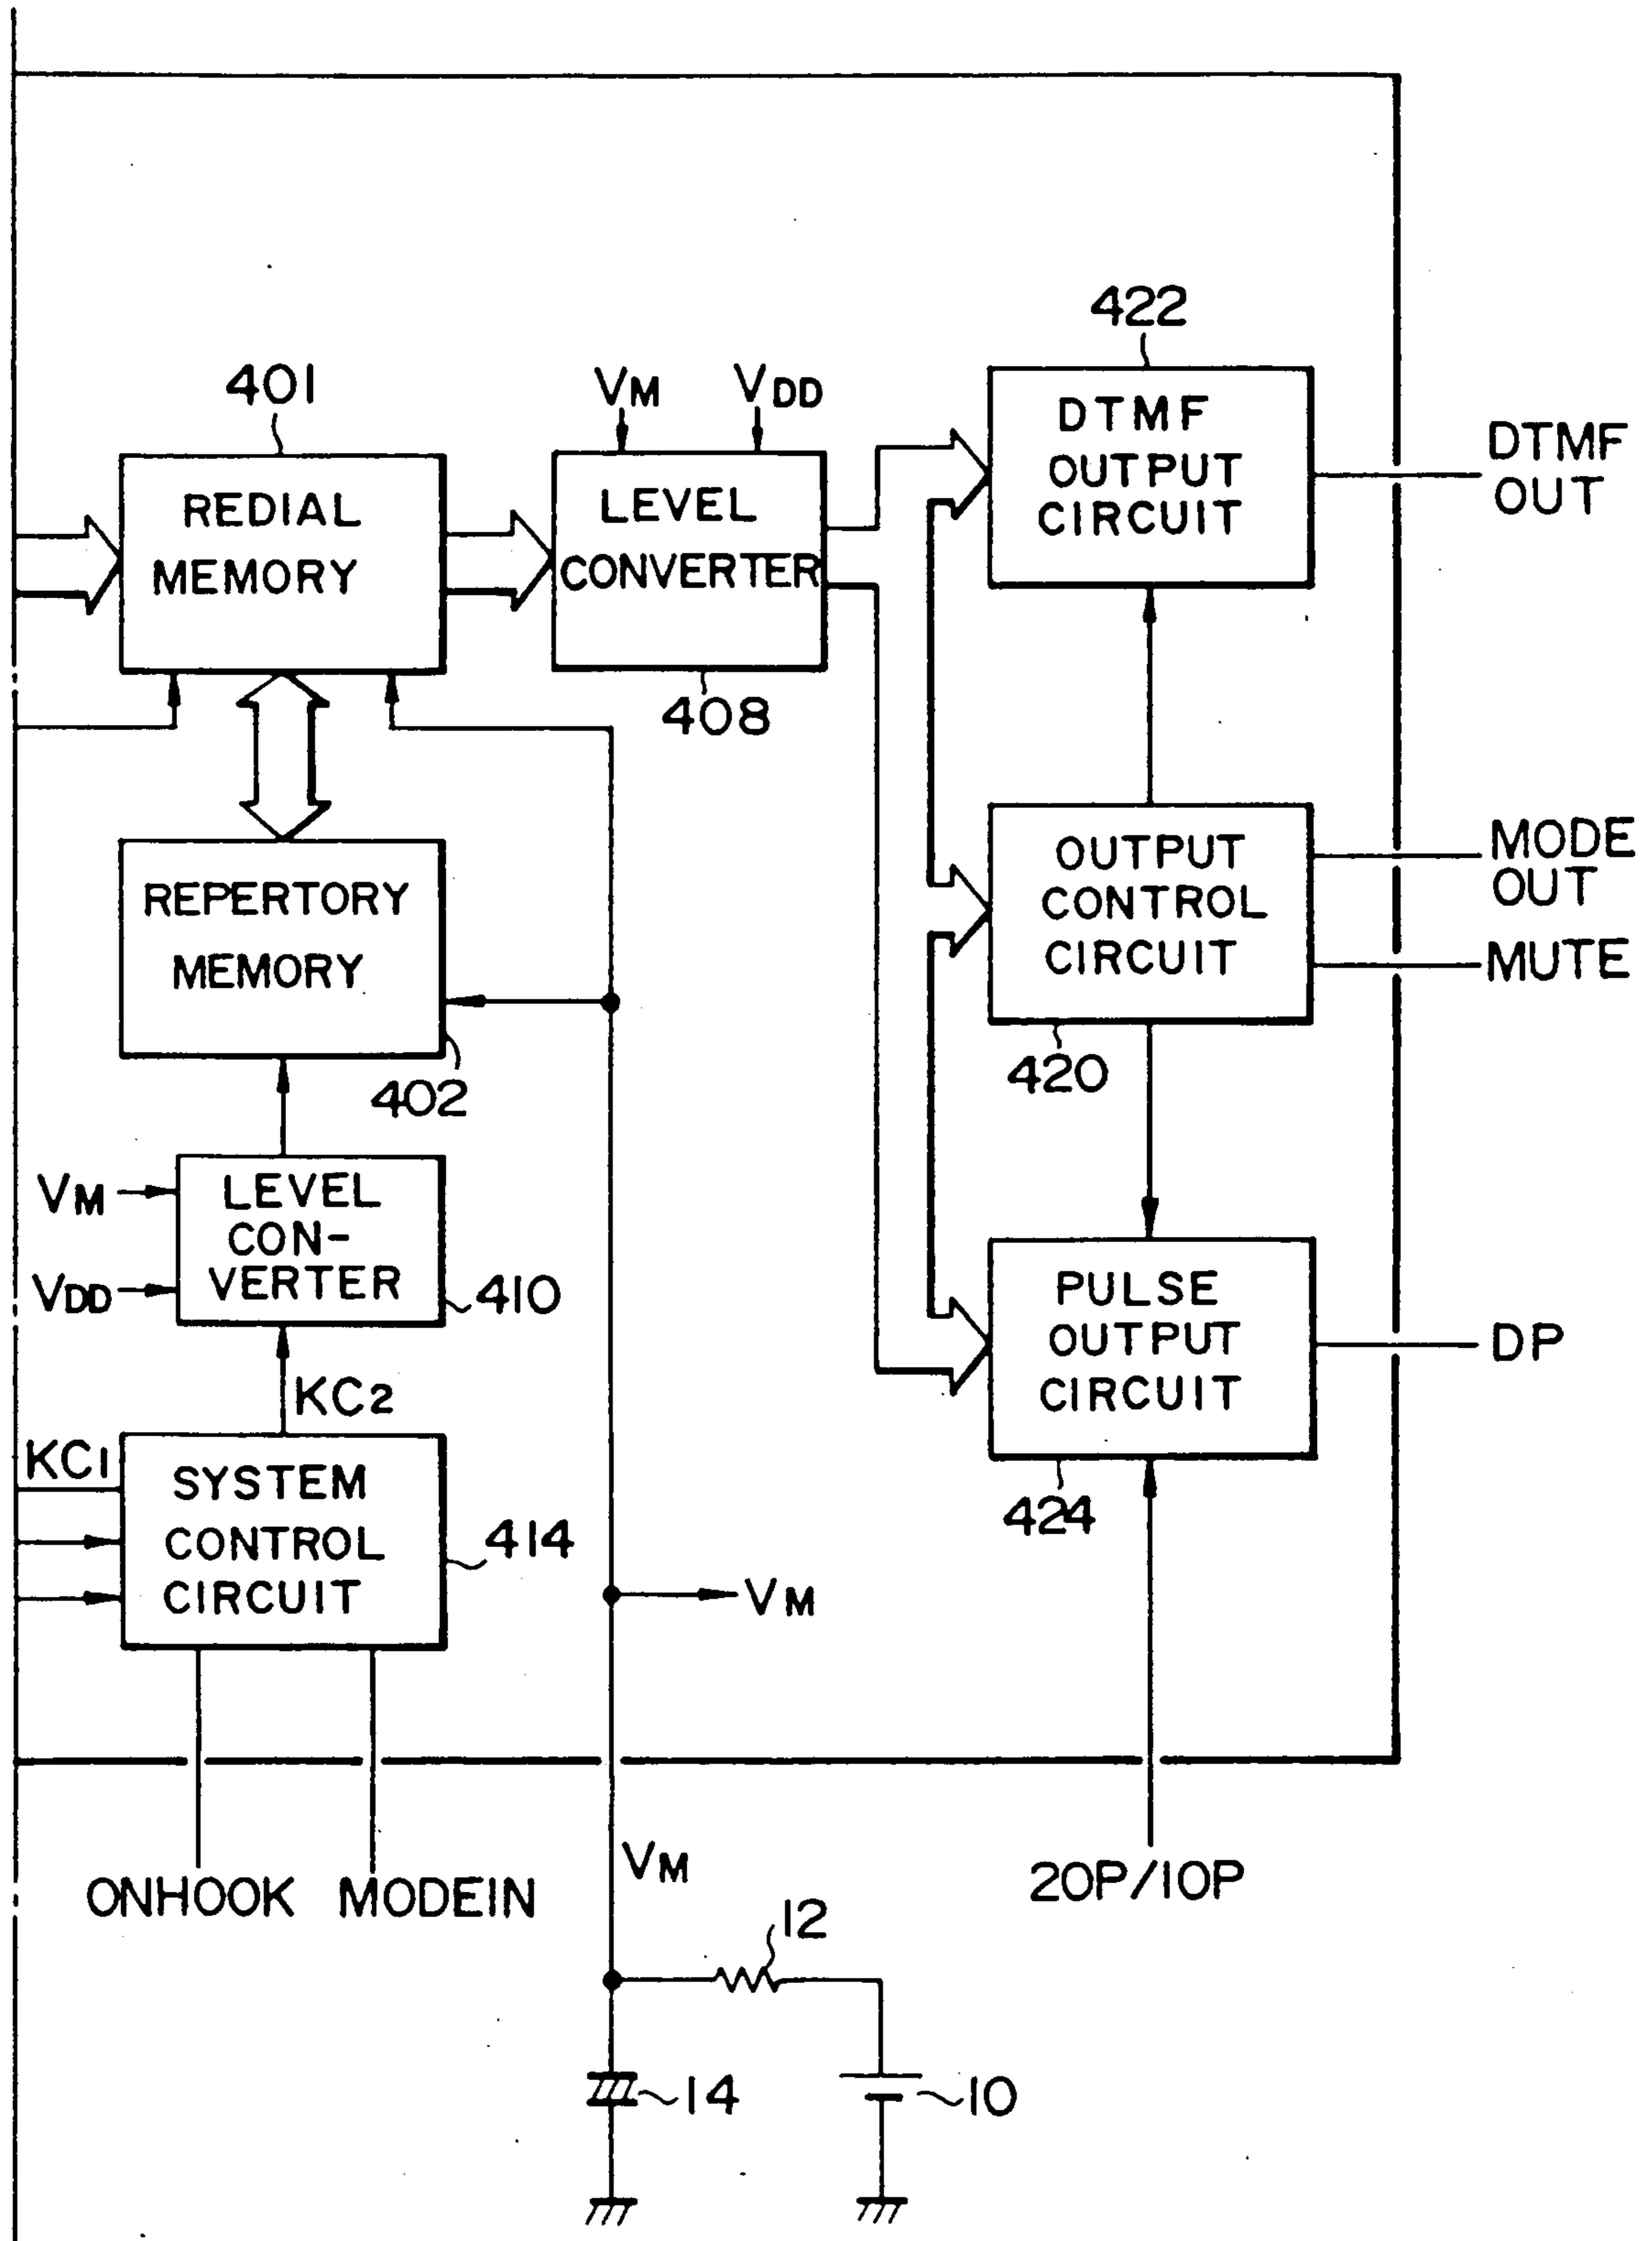 422
401
VM
VDD
DTMF
OUTPUT
CIRCUIT
DTMF
OUT
REDIAL
MEMORY
LEVEL
CONVERTER
408
REPERTORY
MEMORY
402
OUTPUT
CONTROL
CIRCUIT
MODE
OUT
MUTE
420
VM
VDD
LEVEL
CON-
VERTER
410
PULSE
OUTPUT
CIRCUIT
DP
424
KC2
KC1
SYSTEM
CONTROL
CIRCUIT
414
VM
ONHOOK
MODEIN
VM
20P/10P
12
14
10